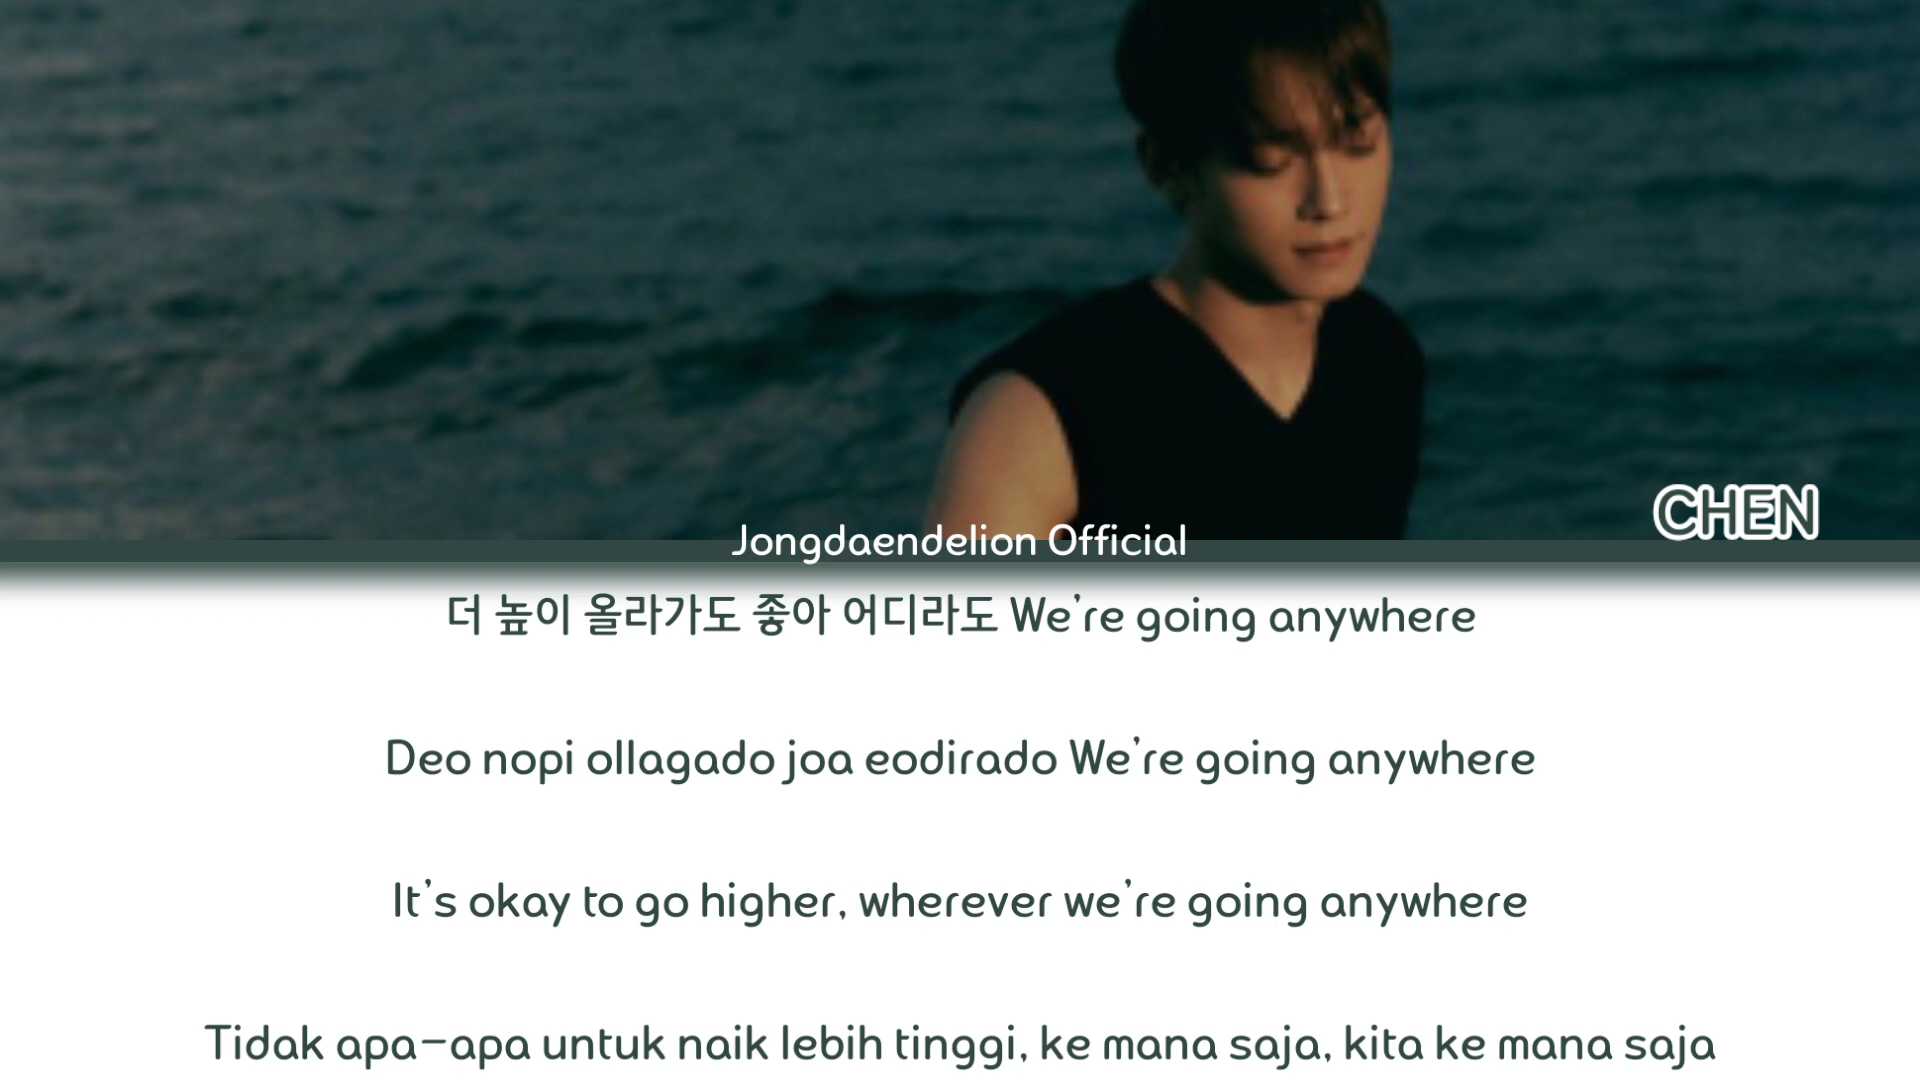 CHEN
Jongdaendelion Official
더 높이 올라가도 좋아 어디라도 We're going anywhere
Deo nopi ollagado joa eodirado We're going anywhere
It's okay to go higher, wherever we're going anywhere
Tidak apa-apa untuk naik lebih tinggi, ke mana saja, kita ke mana saja